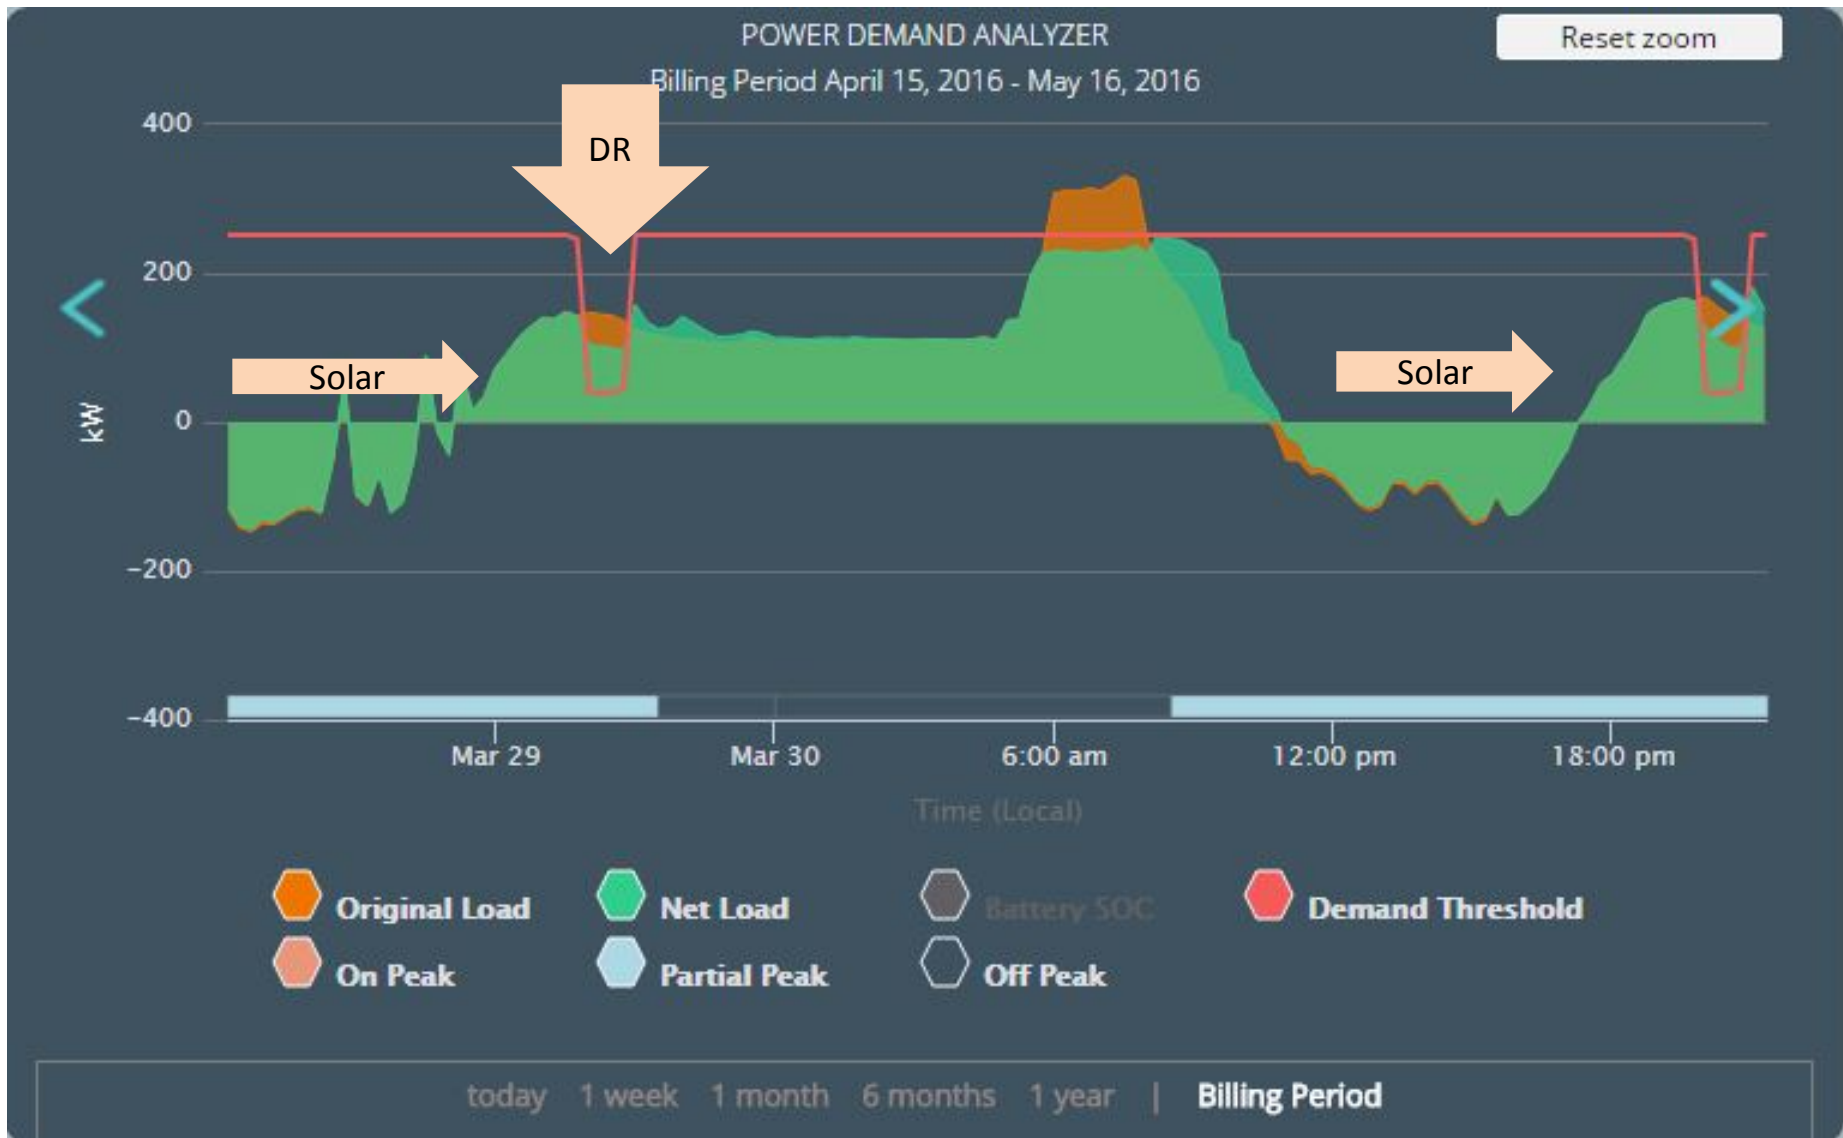 POWER DEMAND ANALYZER
Reset zoom
Billing Period April 15, 2016 - May 16, 2016
400
DR
200
Solar
Solar
0
kW
-200
-400
Mar 29
Mar 30
6:00 am
12:00 pm
18:00 pm
Time (Local)
Original Load
Net Load
Battery SOC
Demand Threshold
On Peak
Partial Peak
Off Peak
today 1 week 1 month 6 months 1 year | Billing Period